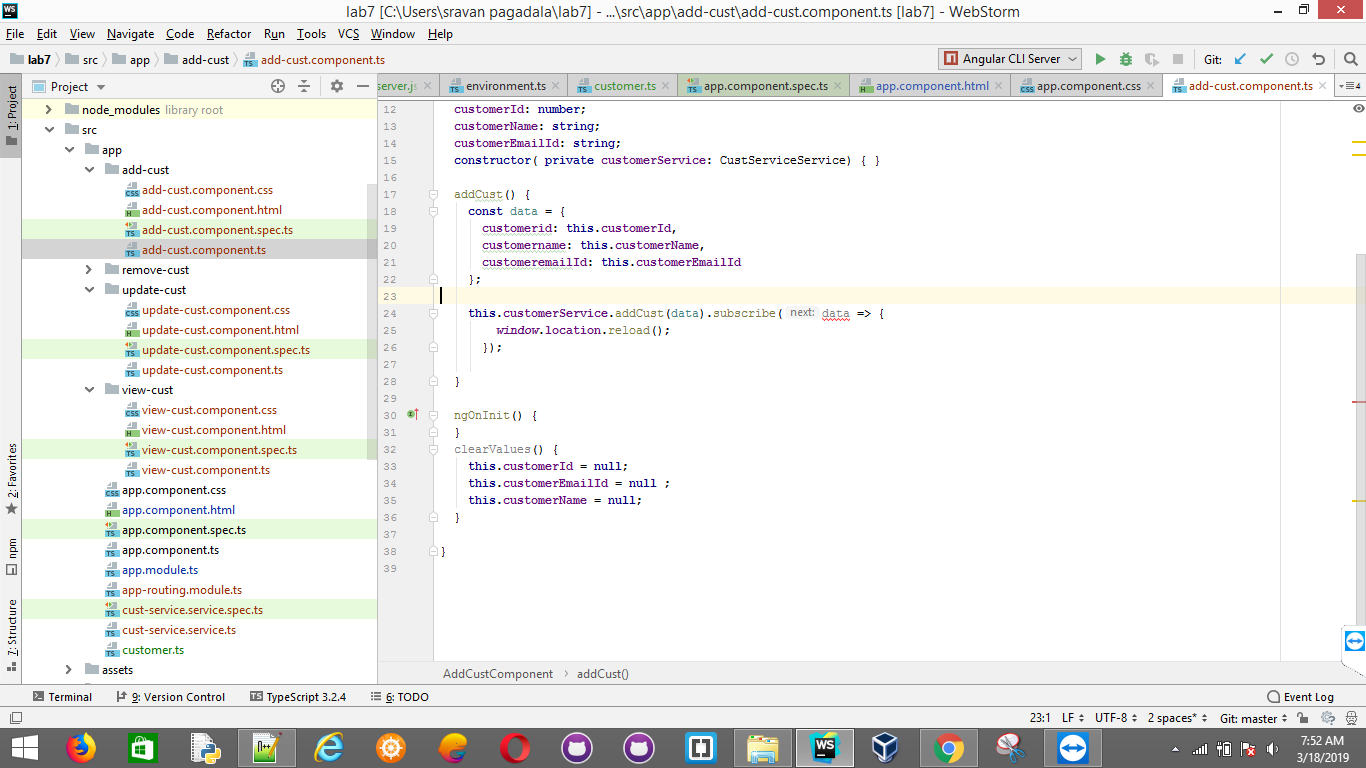 lab7 [C:\Users\sravan pagadala\lab7] - ...\src\app\add-cust\add-cust.component.ts [lab7] - WebStorm
File Edit View Navigate Code Refactor Run Tools VCS Window Help
lab7 src app add-cust add-cust.component.ts Angular CLI Server Git:
Project
server.js environment.ts customer.ts app.component.spec.ts app.component.html app.component.css add-cust.component.ts 4
1: Project
2: Favorites
npm
7: Structure
node_modules library root
src
app
add-cust
add-cust.component.css
add-cust.component.html
add-cust.component.spec.ts
add-cust.component.ts
remove-cust
update-cust
update-cust.component.css
update-cust.component.html
update-cust.component.spec.ts
update-cust.component.ts
view-cust
view-cust.component.css
view-cust.component.html
view-cust.component.spec.ts
view-cust.component.ts
app.component.css
app.component.html
app.component.spec.ts
app.component.ts
app.module.ts
app-routing.module.ts
cust-service.service.spec.ts
cust-service.service.ts
customer.ts
assets
12 customerId: number;
13 customerName: string;
14 customerEmailId: string;
15 constructor( private customerService: CustServiceService) { }
16
17 addCust() {
18 const data = {
19 customerid: this.customerId,
20 customername: this.customerName,
21 customeremailId: this.customerEmailId
22 };
23
24 this.customerService.addCust(data).subscribe( next: data => {
25 window.location.reload();
26 });
27
28 }
29
30 ngOnInit() {
31 }
32 clearValues() {
33 this.customerId = null;
34 this.customerEmailId = null ;
35 this.customerName = null;
36 }
37
38 }
39
AddCustComponent addCust()
Terminal 9: Version Control TypeScript 3.2.4 6: TODO Event Log
23:1 LF UTF-8 2 spaces* Git: master
7:52 AM
3/18/2019